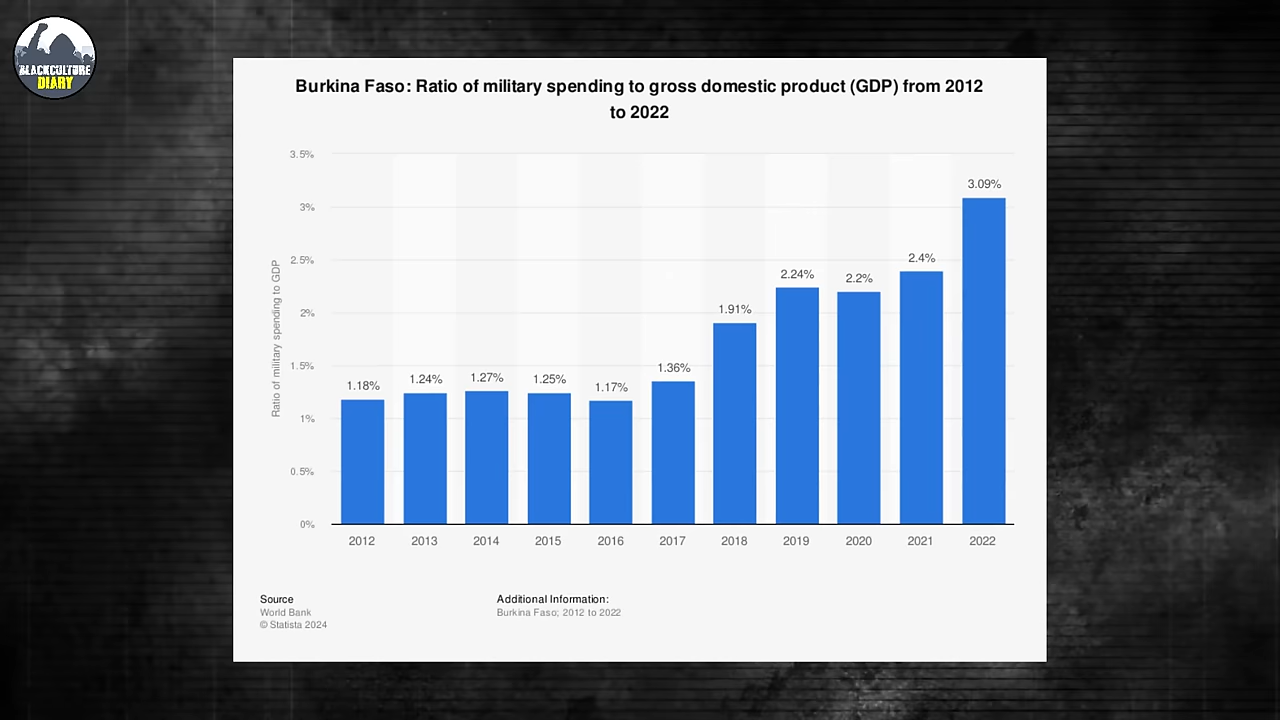 BLACKCULTURE
DIARY
Burkina Faso: Ratio of military spending to gross domestic product (GDP) from 2012
to 2022
Ratio of military spending to GDP
3.5%
3%
2.5%
2%
1.5%
1%
0.5%
0%
1.18%
1.24%
1.27%
1.25%
1.17%
1.36%
1.91%
2.24%
2.2%
2.4%
3.09%
2012 2013 2014 2015 2016 2017 2018 2019 2020 2021 2022
Source
World Bank
© Statista 2024
Additional Information:
Burkina Faso; 2012 to 2022